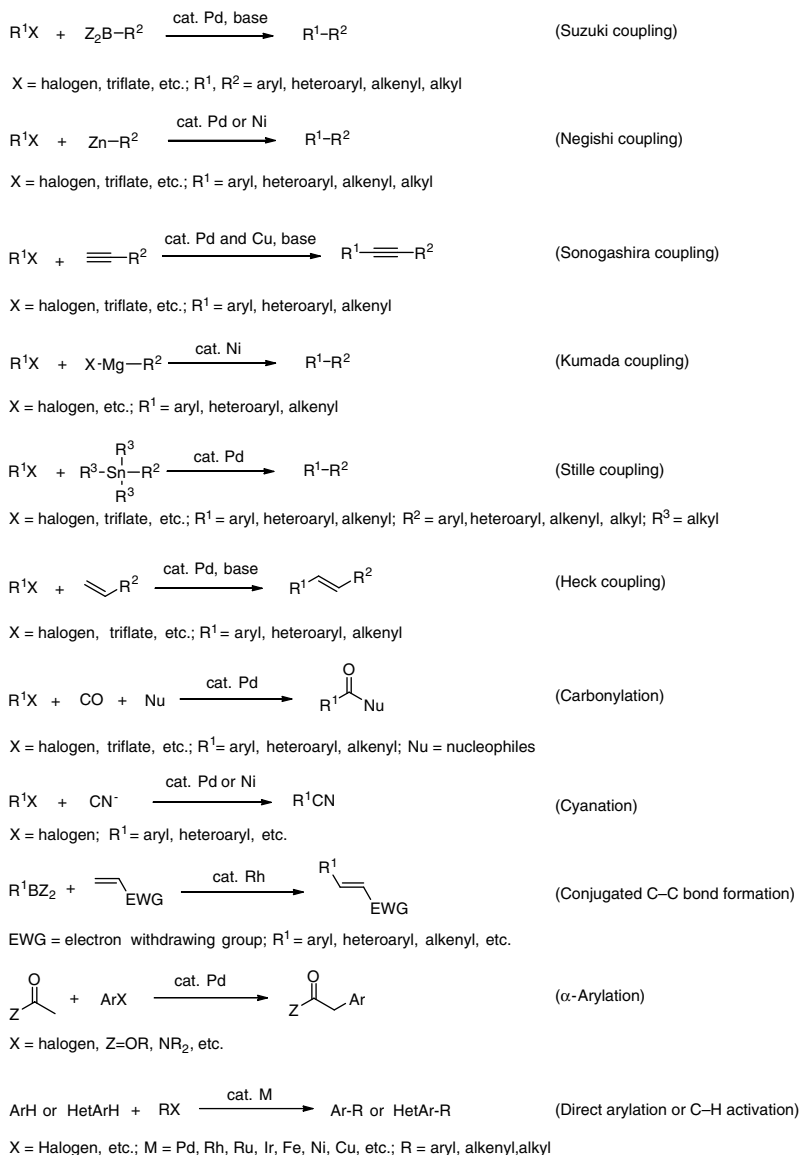 R¹X + Z₂B–R² cat. Pd, base R¹–R² (Suzuki coupling)
X = halogen, triflate, etc.; R¹, R² = aryl, heteroaryl, alkenyl, alkyl
R¹X + Zn–R² cat. Pd or Ni R¹–R² (Negishi coupling)
X = halogen, triflate, etc.; R¹ = aryl, heteroaryl, alkenyl, alkyl
R¹X + ≡–R² cat. Pd and Cu, base R¹–≡–R² (Sonogashira coupling)
X = halogen, triflate, etc.; R¹ = aryl, heteroaryl, alkenyl
R¹X + X-Mg–R² cat. Ni R¹–R² (Kumada coupling)
X = halogen, etc.; R¹ = aryl, heteroaryl, alkenyl
R³
R¹X + R³-Sn–R² cat. Pd R¹–R² (Stille coupling)
R³
X = halogen, triflate, etc.; R¹ = aryl, heteroaryl, alkenyl; R² = aryl, heteroaryl, alkenyl, alkyl; R³ = alkyl
R¹X + R² cat. Pd, base R¹ R² (Heck coupling)
X = halogen, triflate, etc.; R¹ = aryl, heteroaryl, alkenyl
O
R¹X + CO + Nu cat. Pd R¹ Nu (Carbonylation)
X = halogen, triflate, etc.; R¹= aryl, heteroaryl, alkenyl; Nu = nucleophiles
R¹X + CN⁻ cat. Pd or Ni R¹CN (Cyanation)
X = halogen; R¹= aryl, heteroaryl, etc.
R¹BZ₂ + EWG cat. Rh R¹ EWG (Conjugated C–C bond formation)
EWG = electron withdrawing group; R¹ = aryl, heteroaryl, alkenyl, etc.
O O
Z + ArX cat. Pd Z Ar (α-Arylation)
X = halogen, Z=OR, NR₂, etc.
ArH or HetArH + RX cat. M Ar-R or HetAr-R (Direct arylation or C–H activation)
X = Halogen, etc.; M = Pd, Rh, Ru, Ir, Fe, Ni, Cu, etc.; R = aryl, alkenyl,alkyl